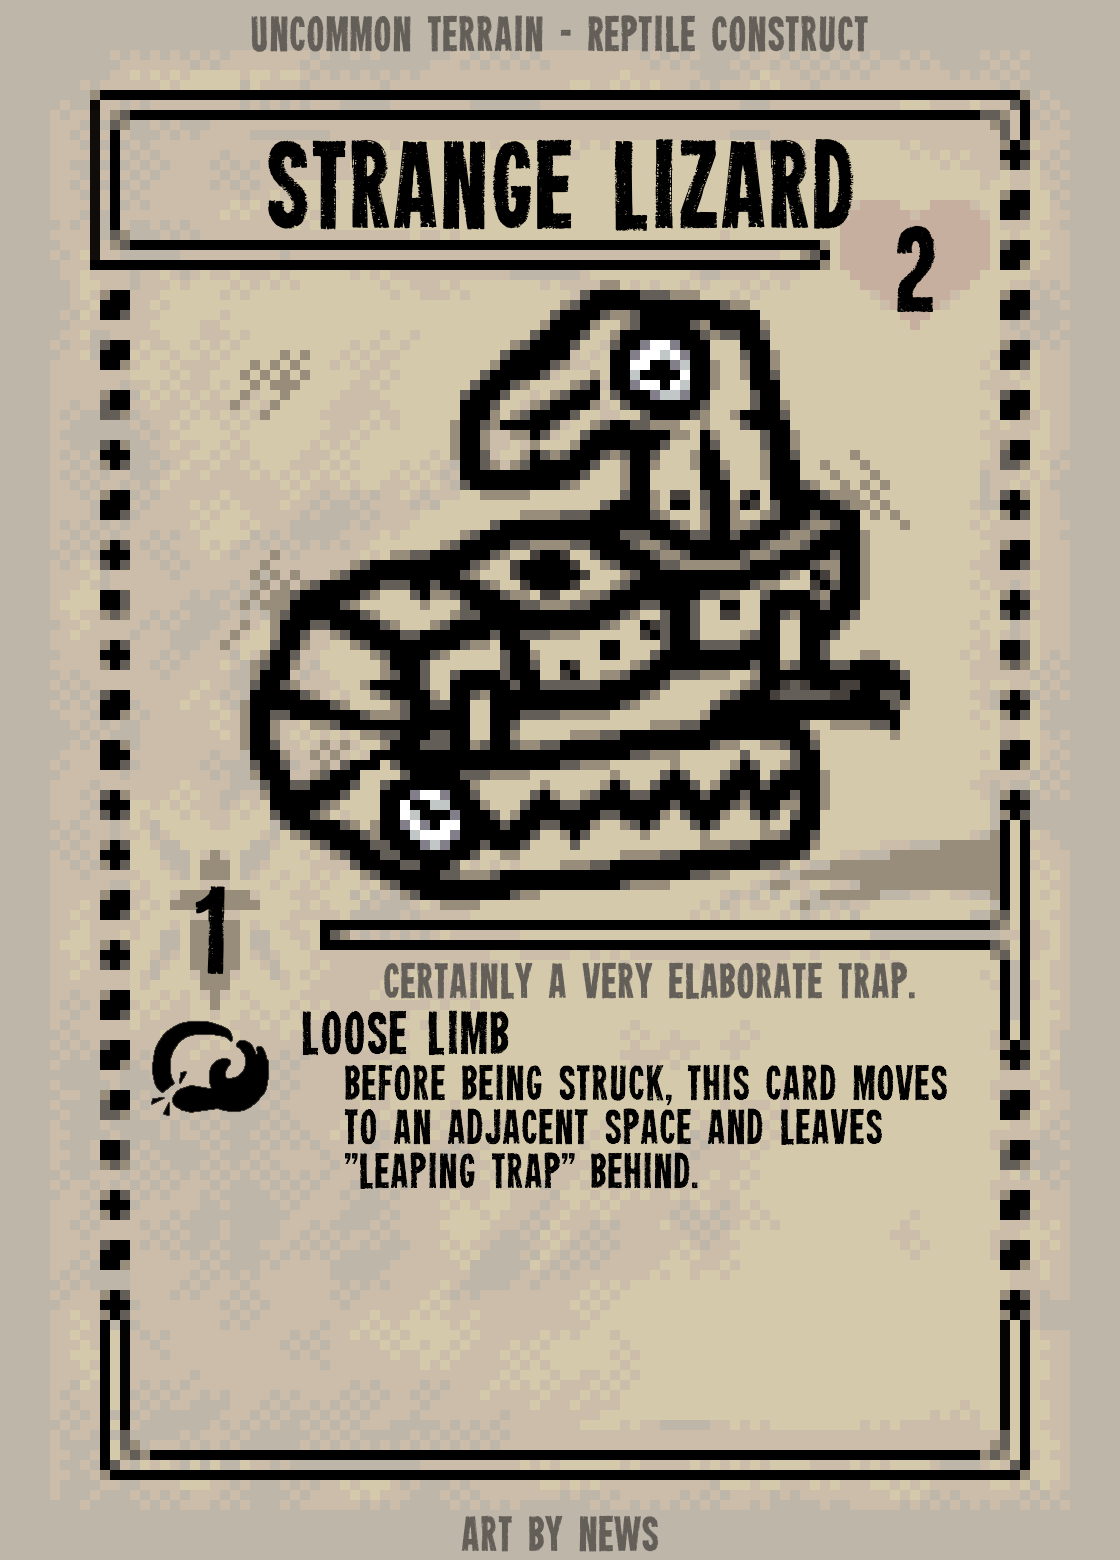 UNCOMMON TERRAIN - REPTILE CONSTRUCT
STRANGE LIZARD
2
1
CERTAINLY A VERY ELABORATE TRAP.
LOOSE LIMB
BEFORE BEING STRUCK, THIS CARD MOVES
TO AN ADJACENT SPACE AND LEAVES
"LEAPING TRAP" BEHIND.
ART BY NEWS